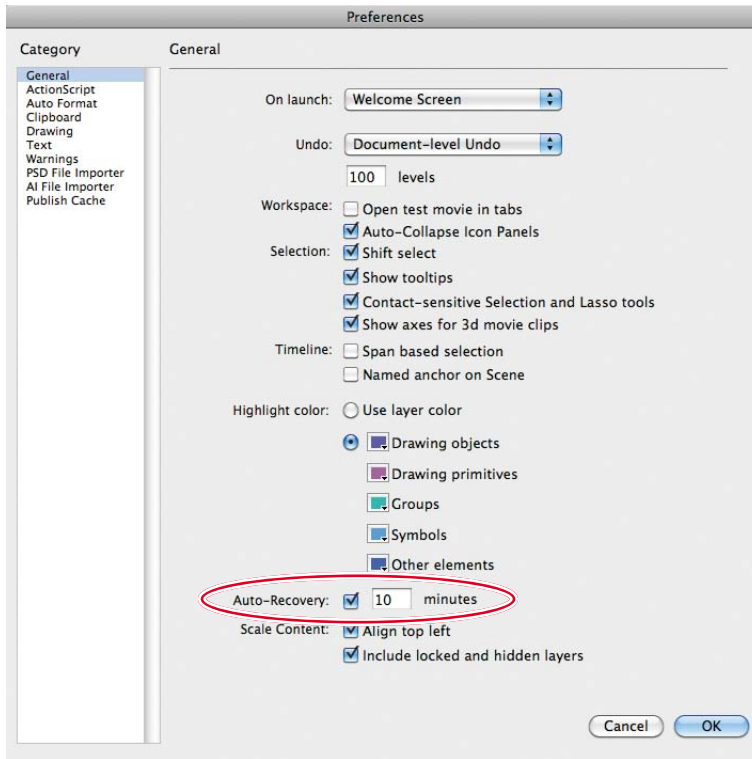 Preferences
Category
General
ActionScript
Auto Format
Clipboard
Drawing
Text
Warnings
PSD File Importer
AI File Importer
Publish Cache
General
On launch: Welcome Screen
Undo: Document-level Undo
100 levels
Workspace: Open test movie in tabs
Auto-Collapse Icon Panels
Selection: Shift select
Show tooltips
Contact-sensitive Selection and Lasso tools
Show axes for 3d movie clips
Timeline: Span based selection
Named anchor on Scene
Highlight color: Use layer color
Drawing objects
Drawing primitives
Groups
Symbols
Other elements
Auto-Recovery: 10 minutes
Scale Content: Align top left
Include locked and hidden layers
Cancel OK